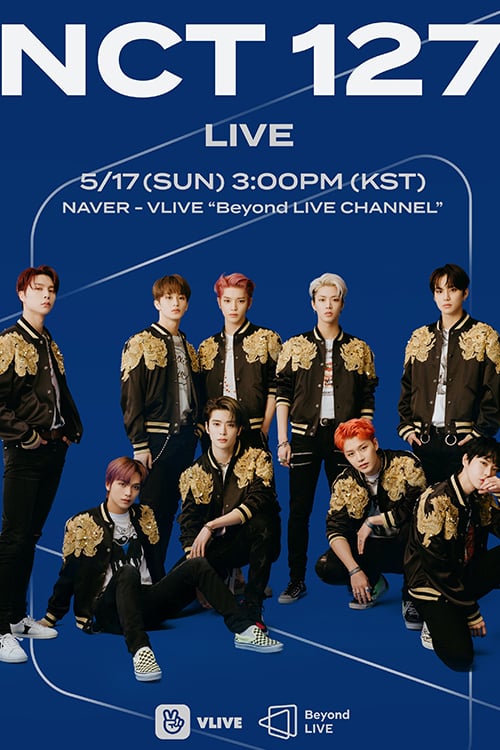 NCT 127
LIVE
5/17 (SUN) 3:00PM (KST)
NAVER - VLIVE “Beyond LIVE CHANNEL”
VLIVE
Beyond
LIVE